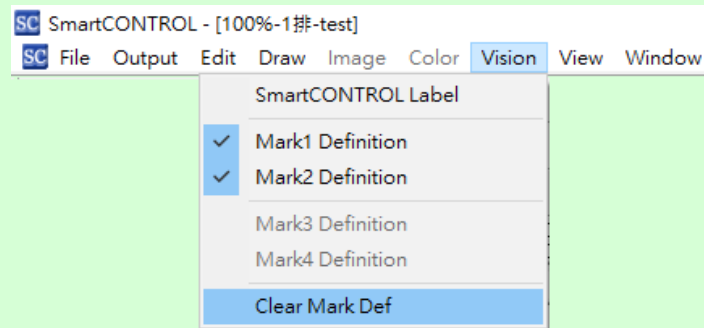 SC SmartCONTROL - [100%-1排-test]
SC File Output Edit Draw Image Color Vision View Window
SmartCONTROL Label
Mark1 Definition
Mark2 Definition
Mark3 Definition
Mark4 Definition
Clear Mark Def